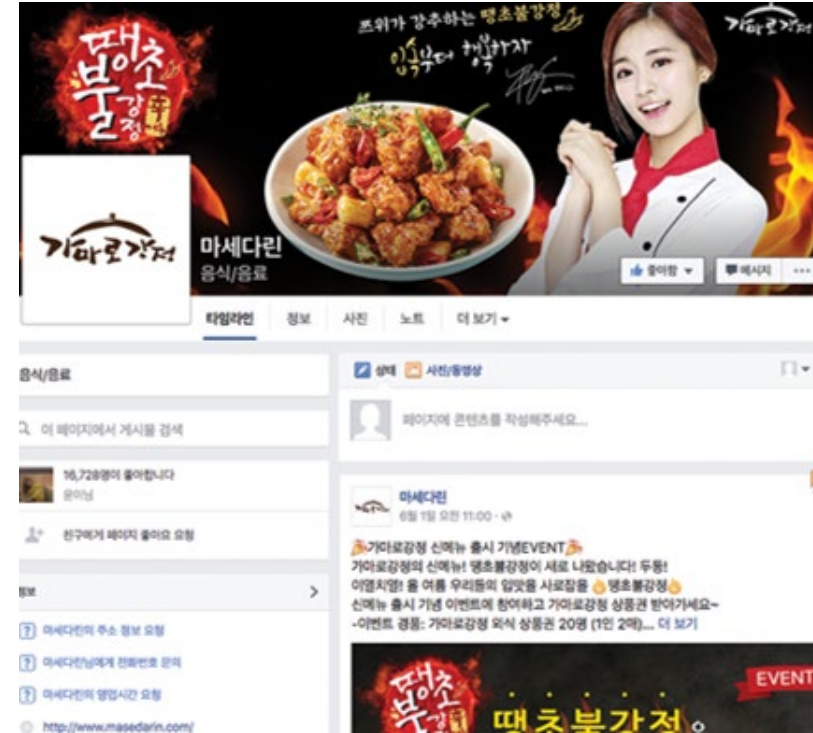 땡초
불강정
쯔위가 강추하는 땡초불강정
입속부터 행복하자
가마로강정
가마로강정
마세다린
음식/음료
좋아함
메시지
타임라인
정보
사진
노트
더 보기
음식/음료
이 페이지에서 게시물 검색
16,728명이 좋아합니다
윤이님
친구에게 페이지 좋아요 요청
정보
마세다린의 주소 정보 요청
마세다린님에게 전화번호 문의
마세다린의 영업시간 요청
http://www.masedarin.com/
상태
사진/동영상
페이지에 콘텐츠를 작성해주세요...
마세다린
6월 1일 오전 11:00 ·
🎉가마로강정 신메뉴 출시 기념EVENT🎉
가마로강정의 신메뉴! 땡초불강정이 새로 나왔습니다! 두둥!
이열치열! 올 여름 우리들의 입맛을 사로잡을 👌땡초불강정👌
신메뉴 출시 기념 이벤트에 참여하고 가마로강정 상품권 받아가세요~
-이벤트 경품: 가마로강정 외식 상품권 20명 (1인 2매)... 더 보기
땡초
불강정
EVENT
땡초불강정